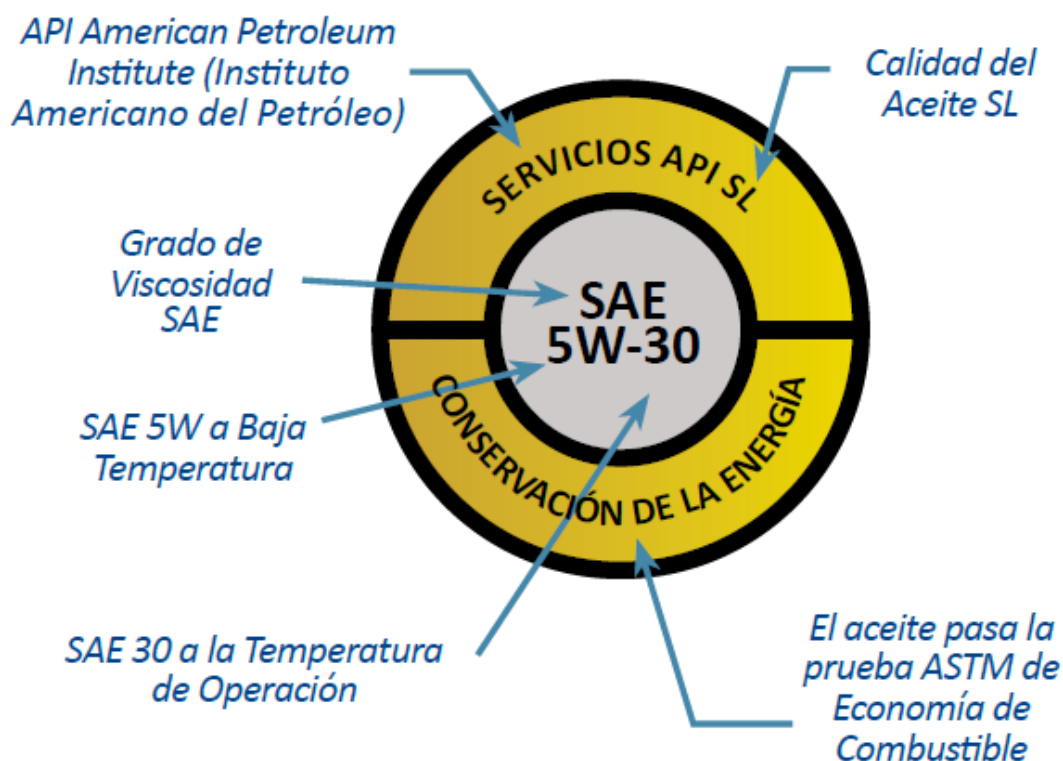 API American Petroleum
Institute (Instituto
Americano del Petróleo)
Calidad del
Aceite SL
SERVICIOS API SL
Grado de
Viscosidad
SAE
SAE
5W-30
SAE 5W a Baja
Temperatura
CONSERVACIÓN DE LA ENERGÍA
SAE 30 a la Temperatura
de Operación
El aceite pasa la
prueba ASTM de
Economía de
Combustible